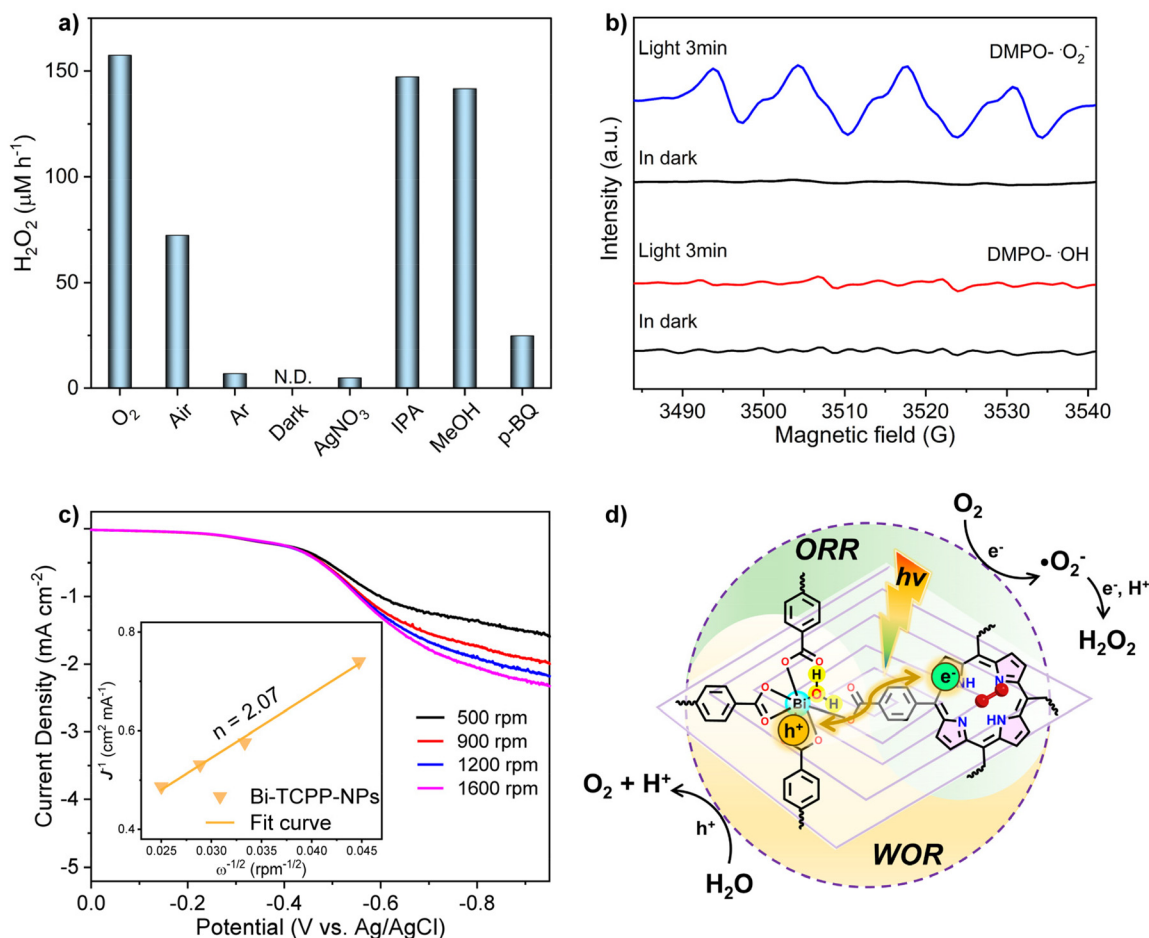 a)
H₂O₂ (μM h⁻¹)
150
100
50
0
N.D.
O₂
Air
Ar
Dark
AgNO₃
IPA
MeOH
p-BQ
b)
Intensity (a.u.)
Light 3min
DMPO- ·O₂⁻
In dark
Light 3min
DMPO- ·OH
In dark
3490 3500 3510 3520 3530 3540
Magnetic field (G)
c)
Current Density (mA cm⁻²)
-1
-2
-3
-4
-5
0.0 -0.2 -0.4 -0.6 -0.8
Potential (V vs. Ag/AgCl)
500 rpm
900 rpm
1200 rpm
1600 rpm
J⁻¹ (cm² mA⁻¹)
0.8
0.6
0.4
n = 2.07
Bi-TCPP-NPs
Fit curve
0.025 0.030 0.035 0.040 0.045
ω⁻¹/² (rpm⁻¹/²)
d)
ORR
hv
O₂
e⁻
•O₂⁻
e⁻, H⁺
H₂O₂
O
O
H
O
H
O
O
Bi
O
O
O
O
h⁺
e⁻
NH
N
N
HN
O₂ + H⁺
h⁺
H₂O
WOR